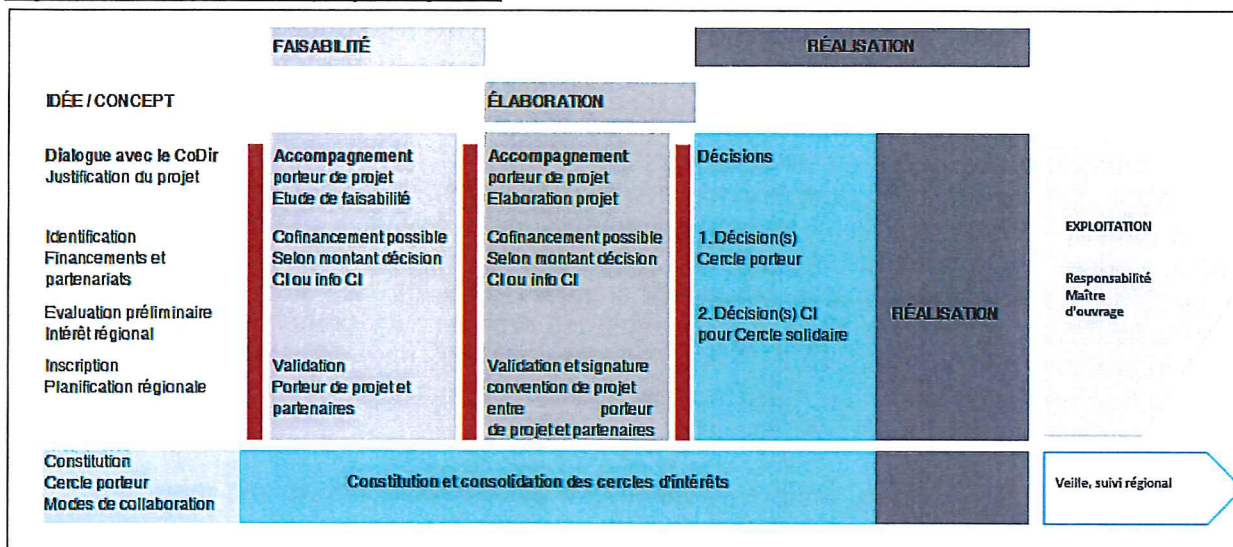 FAISABILITÉ
RÉALISATION
IDÉE / CONCEPT
ÉLABORATION
Dialogue avec le CoDir
Justification du projet
Identification
Financements et
partenariats
Evaluation préliminaire
Intérêt régional
Inscription
Planification régionale
Accompagnement
porteur de projet
Etude de faisabilité
Cofinancement possible
Selon montant décision
CI ou info CI
Validation
Porteur de projet et
partenaires
Accompagnement
porteur de projet
Elaboration projet
Cofinancement possible
Selon montant décision
CI ou info CI
Validation et signature
convention de projet
entre porteur
de projet et partenaires
Décisions
1. Décision(s)
Cercle porteur
2. Décision(s) CI
pour Cercle solidaire
RÉALISATION
EXPLOITATION
Responsabilité
Maître
d'ouvrage
Constitution
Cercle porteur
Modes de collaboration
Constitution et consolidation des cercles d'intérêts
Veille, suivi régional